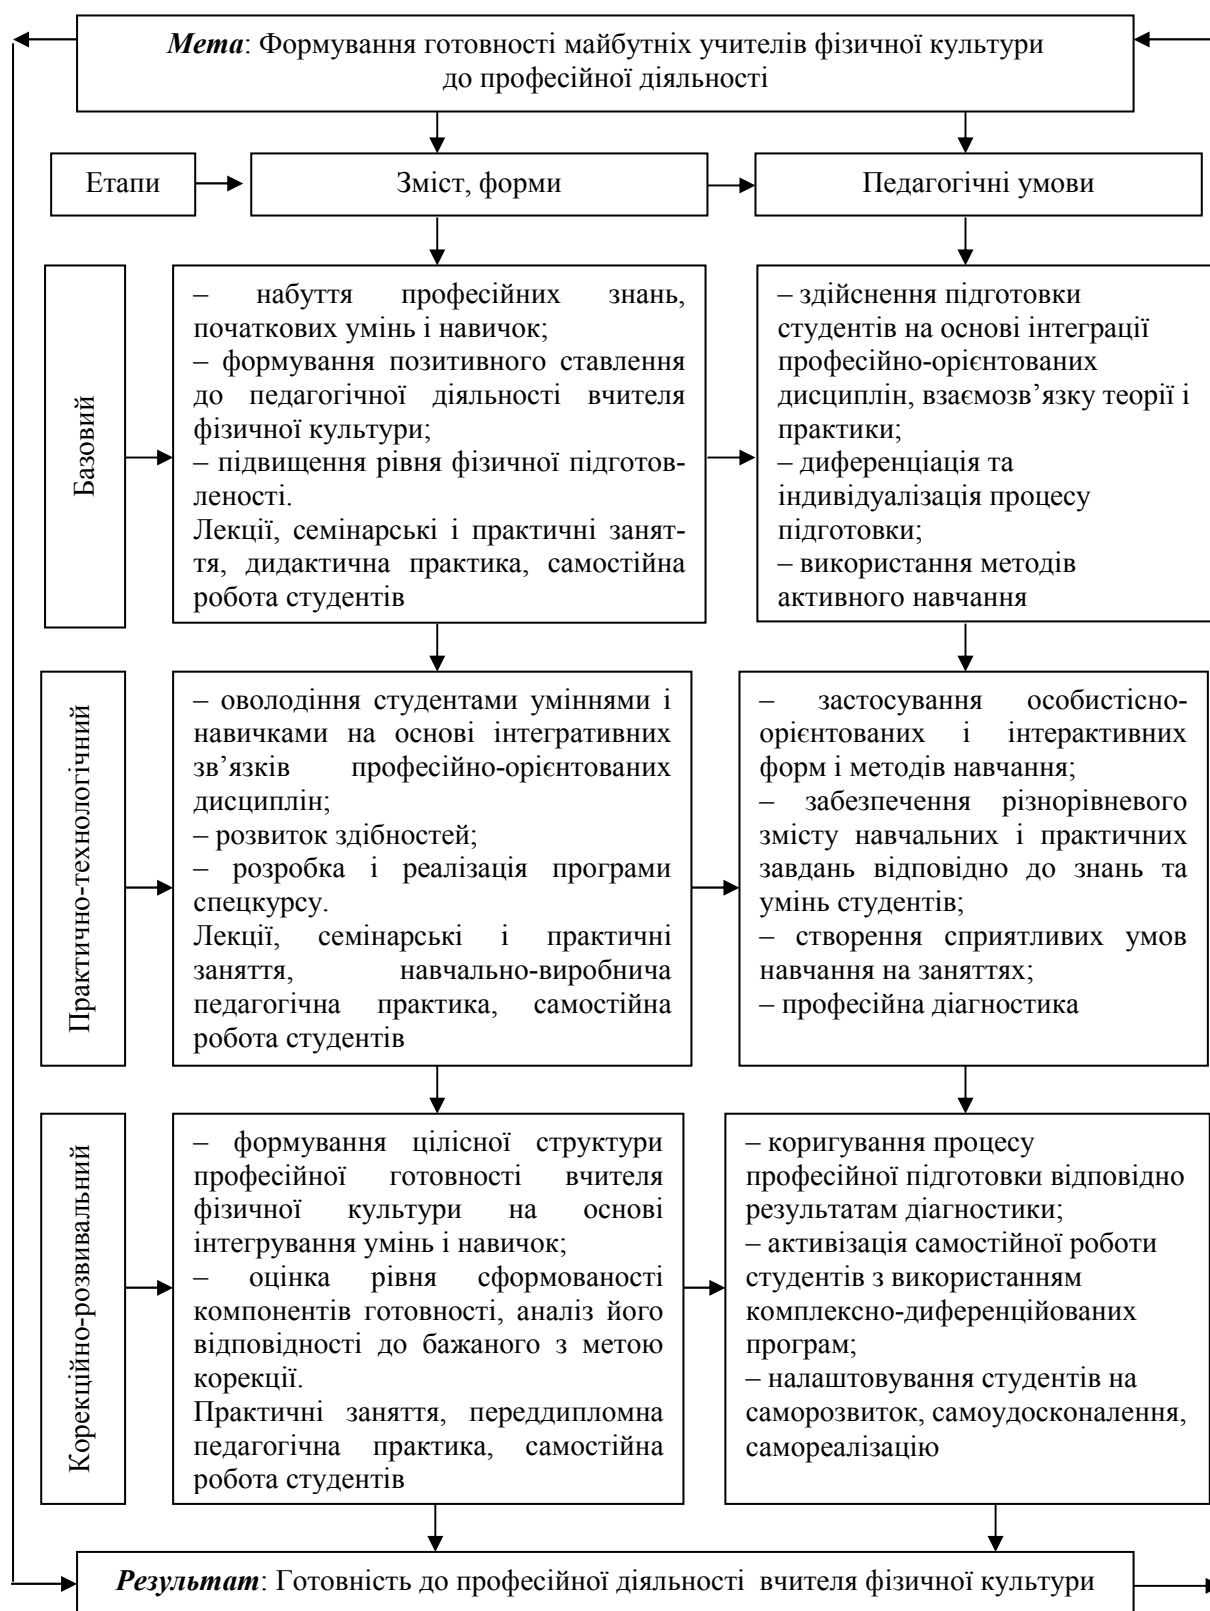 Мета: Формування готовності майбутніх учителів фізичної культури
до професійної діяльності
Етапи
Зміст, форми
Педагогічні умови
Базовий
– набуття професійних знань,
початкових умінь і навичок;
– формування позитивного ставлення
до педагогічної діяльності вчителя
фізичної культури;
– підвищення рівня фізичної підготов-
леності.
Лекції, семінарські і практичні занят-
тя, дидактична практика, самостійна
робота студентів
– здійснення підготовки
студентів на основі інтеграції
професійно-орієнтованих
дисциплін, взаємозв’язку теорії і
практики;
– диференціація та
індивідуалізація процесу
підготовки;
– використання методів
активного навчання
Практично-технологічний
– оволодіння студентами уміннями і
навичками на основі інтегративних
зв’язків професійно-орієнтованих
дисциплін;
– розвиток здібностей;
– розробка і реалізація програми
спецкурсу.
Лекції, семінарські і практичні
заняття, навчально-виробнича
педагогічна практика, самостійна
робота студентів
– застосування особистісно-
орієнтованих і інтерактивних
форм і методів навчання;
– забезпечення різнорівневого
змісту навчальних і практичних
завдань відповідно до знань та
умінь студентів;
– створення сприятливих умов
навчання на заняттях;
– професійна діагностика
Корекційно-розвивальний
– формування цілісної структури
професійної готовності вчителя
фізичної культури на основі
інтегрування умінь і навичок;
– оцінка рівня сформованості
компонентів готовності, аналіз його
відповідності до бажаного з метою
корекції.
Практичні заняття, переддипломна
педагогічна практика, самостійна
робота студентів
– коригування процесу
професійної підготовки відповідно
результатам діагностики;
– активізація самостійної роботи
студентів з використанням
комплексно-диференційованих
програм;
– налаштовування студентів на
саморозвиток, самоудосконалення,
самореалізацію
Результат: Готовність до професійної діяльності вчителя фізичної культури